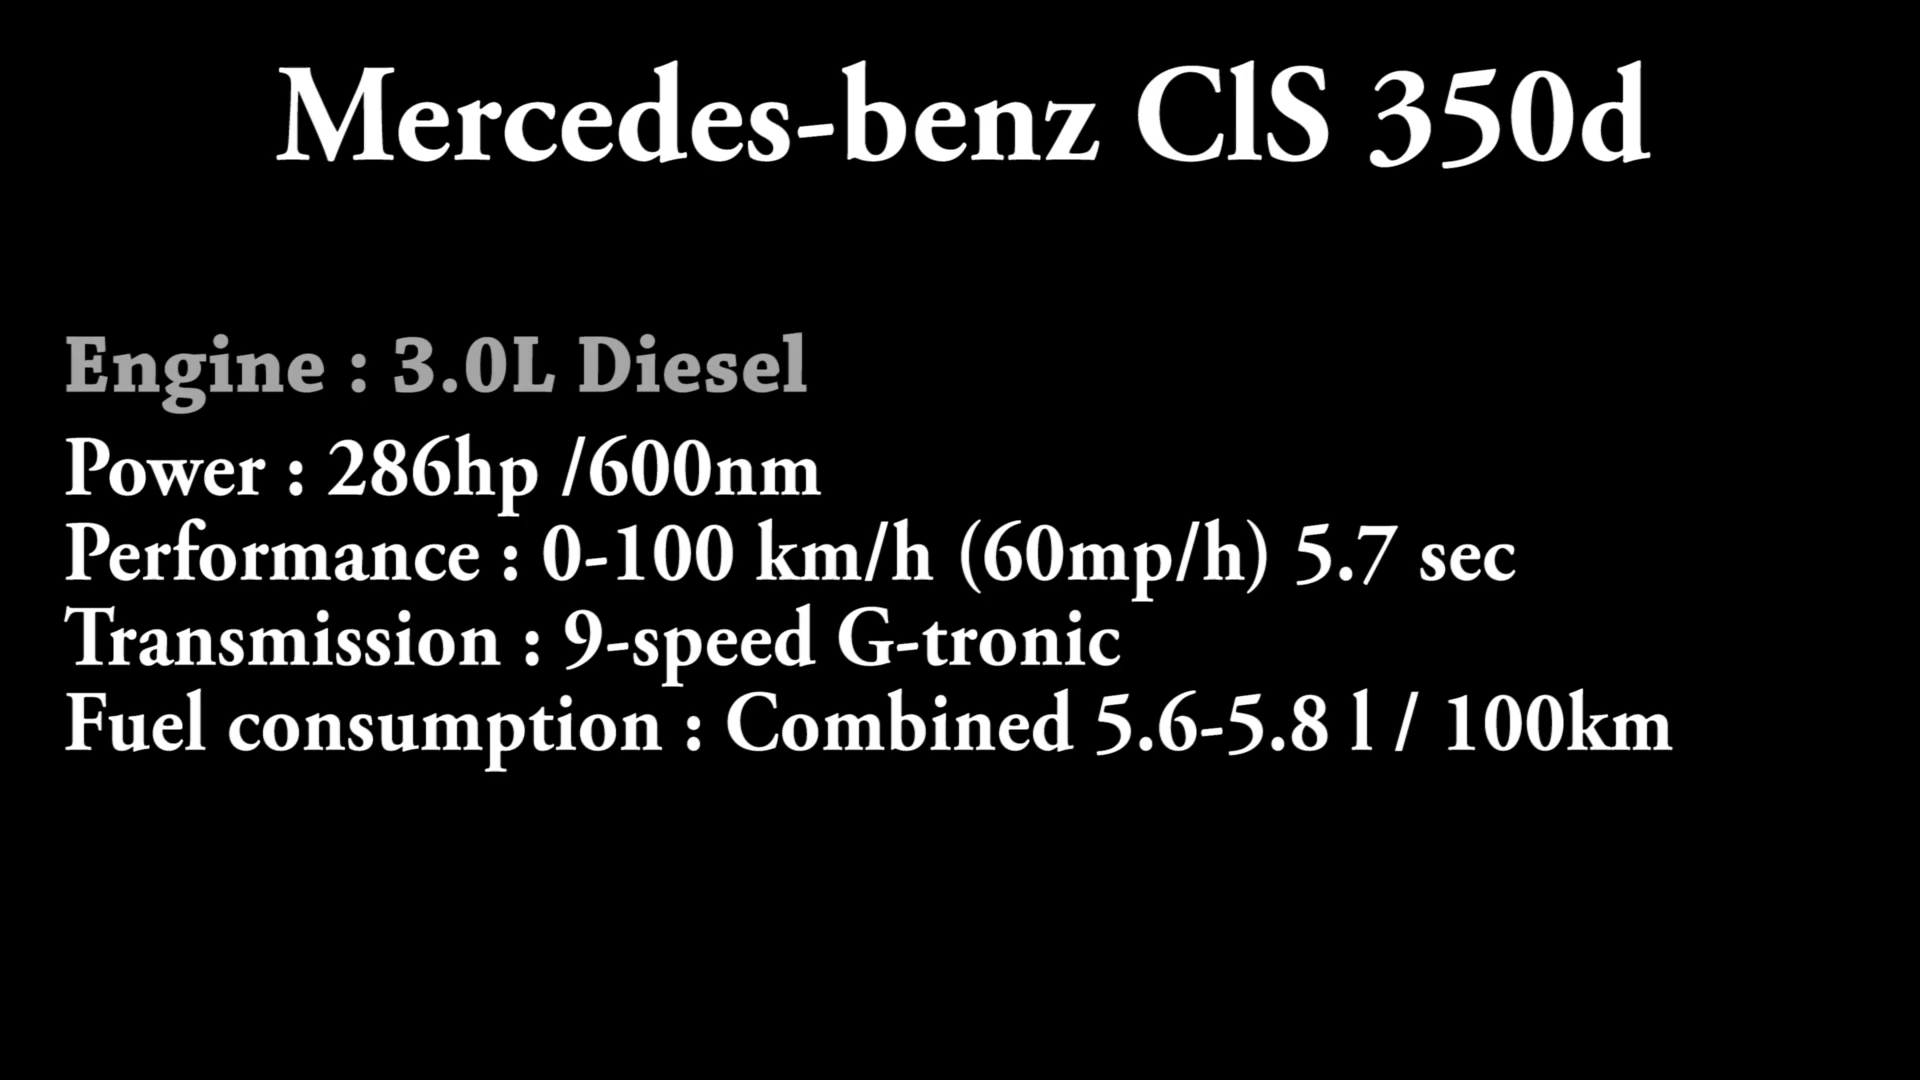 Mercedes-benz ClS 350d
Engine : 3.0L Diesel
Power : 286hp /600nm
Performance : 0-100 km/h (60mp/h) 5.7 sec
Transmission : 9-speed G-tronic
Fuel consumption : Combined 5.6-5.8 l / 100km